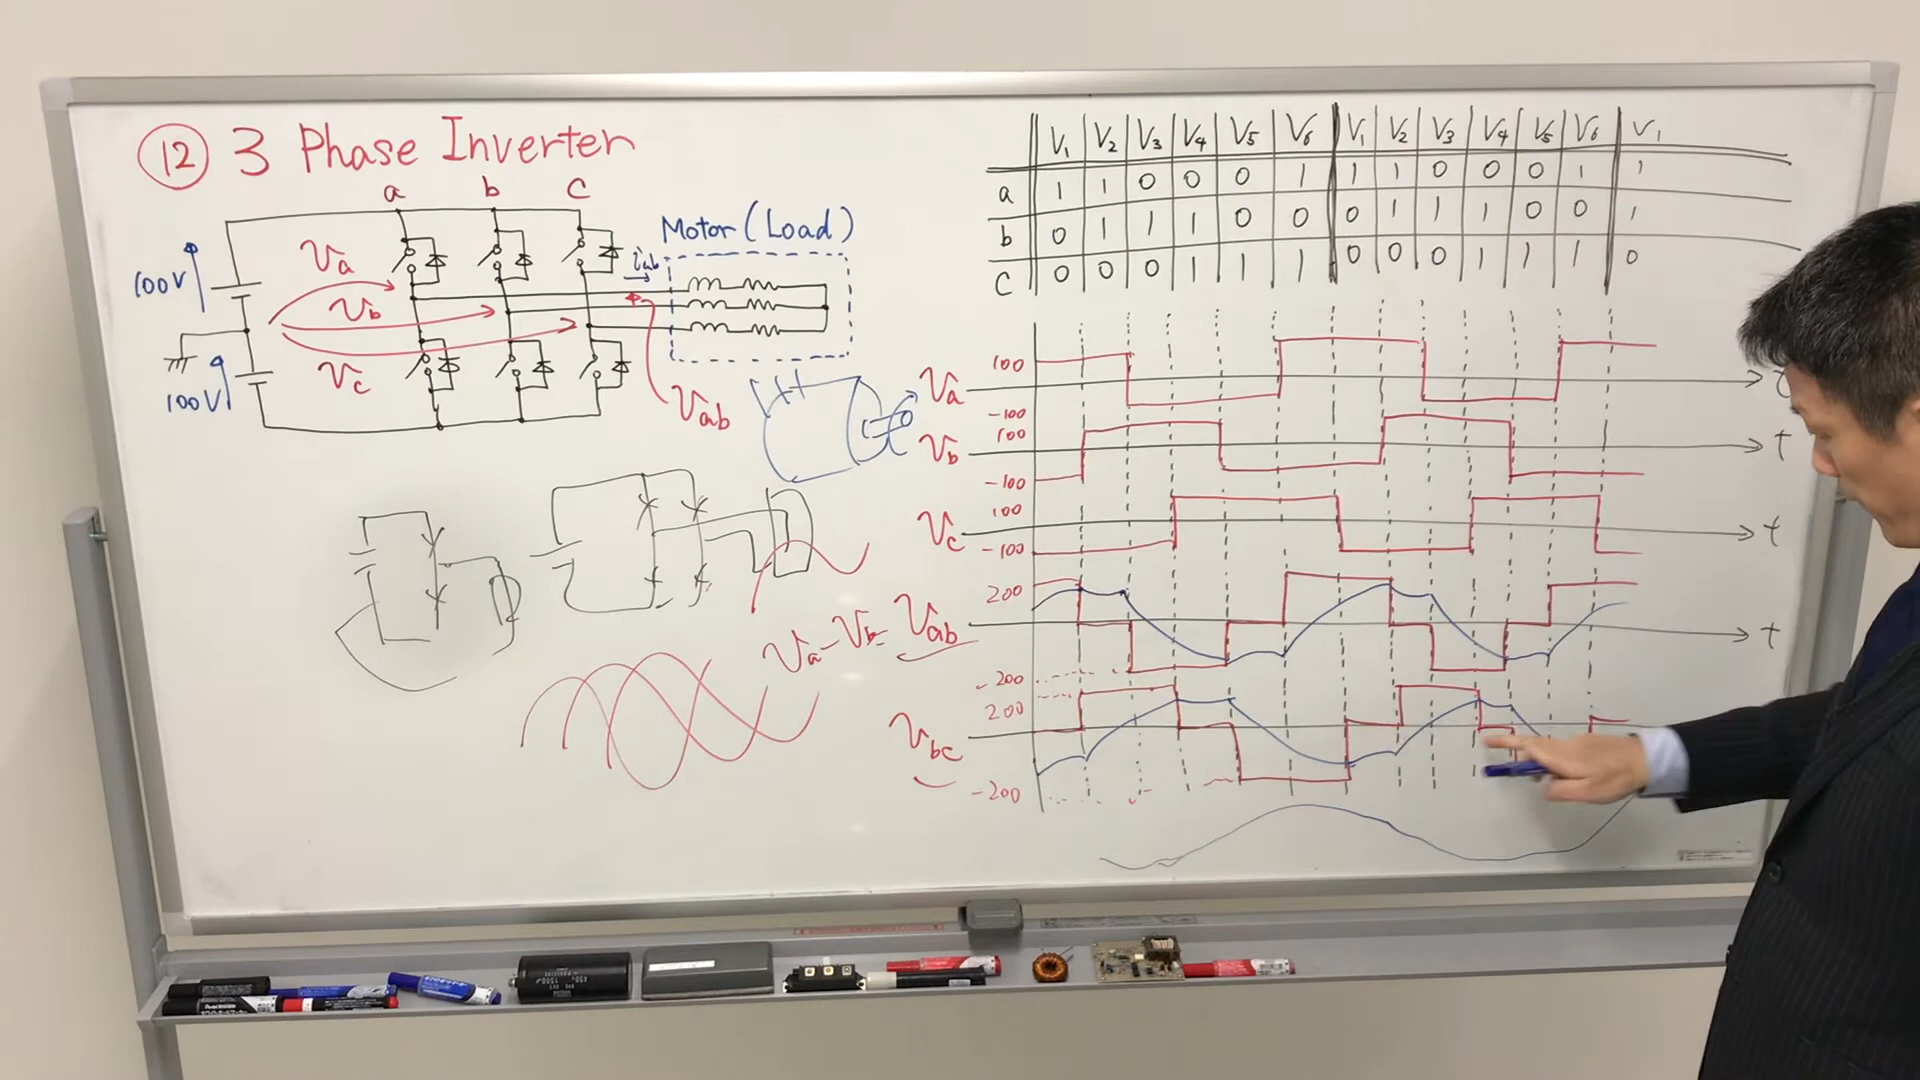 12 3 Phase Inverter
a b c
Motor (Load)
100V
Va
Vb
Vc
iab
100V
Vab
Va - Vb = Vab
V1 V2 V3 V4 V5 V6 V1 V2 V3 V4 V5 V6 V1
a 1 1 0 0 0 1 1 1 0 0 0 1 1
b 0 1 1 1 0 0 0 1 1 1 0 0 1
c 0 0 0 1 1 1 0 0 0 1 1 1 0
100
Va
-100
100
Vb t
-100
100
Vc t
-100
200
t
-200
200
Vbc
-200